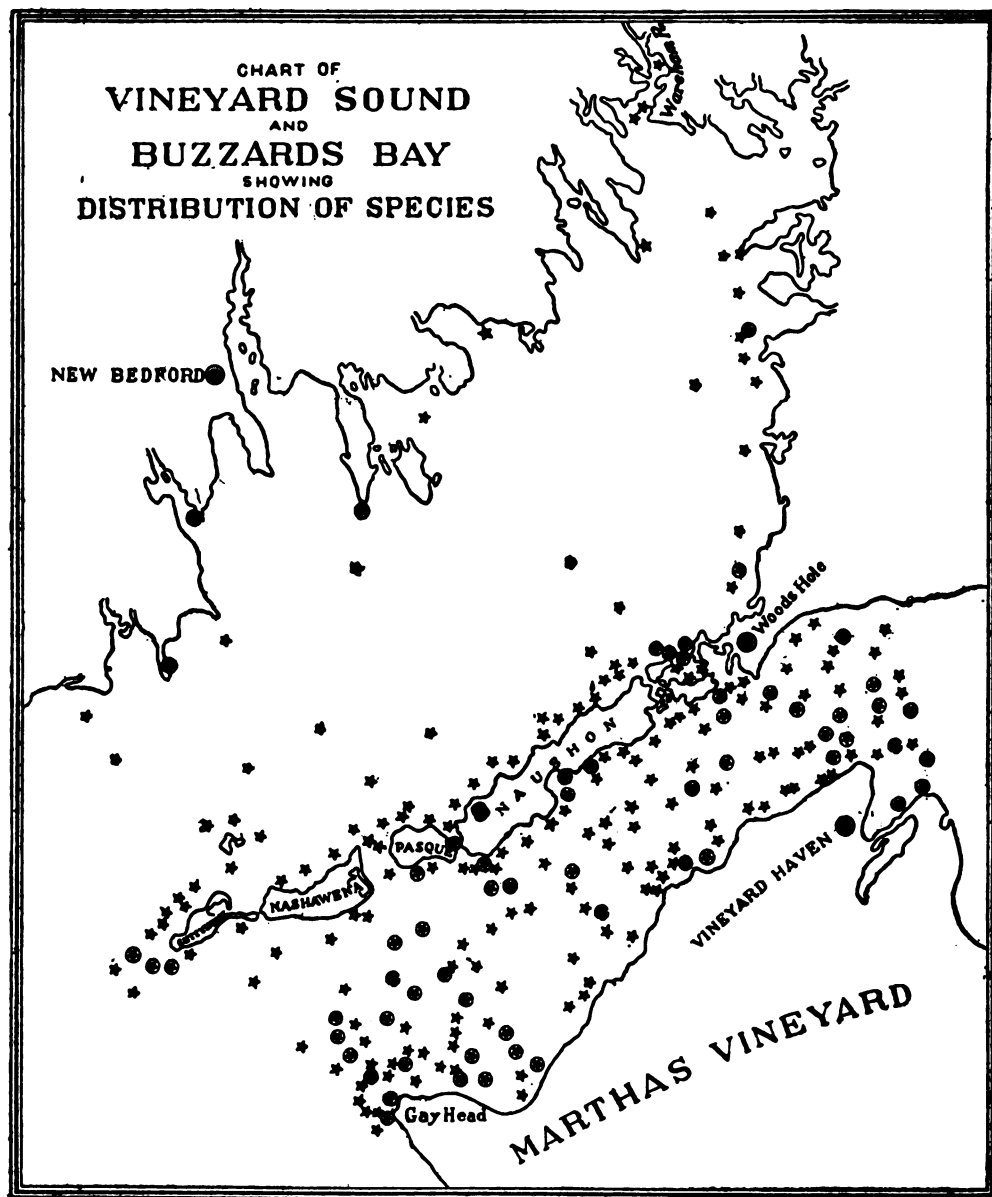 CHART OF
VINEYARD SOUND
AND
BUZZARDS BAY
SHOWING
DISTRIBUTION OF SPECIES
Wareham R.
NEW BEDFORD
Woods Hole
NAUSHON
PASQUE
NASHAWENA
VINEYARD HAVEN
MARTHAS VINEYARD
Gay Head